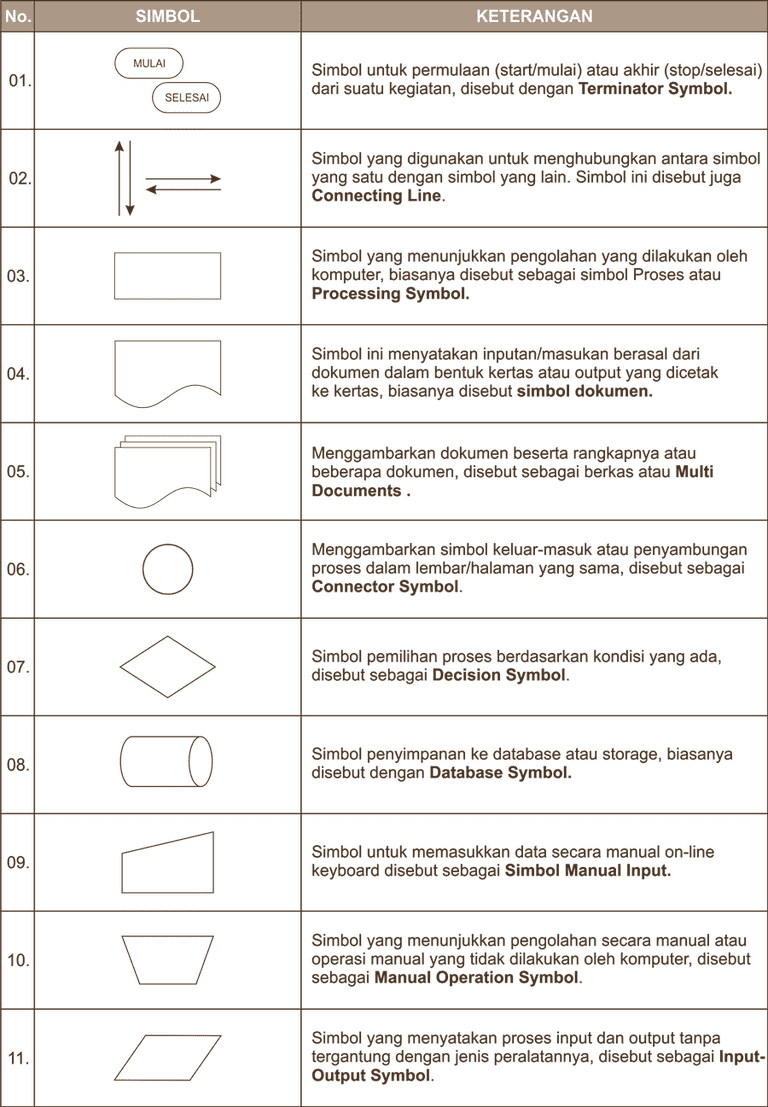 No. SIMBOL KETERANGAN
01. MULAI SELESAI
Simbol untuk permulaan (start/mulai) atau akhir (stop/selesai)
dari suatu kegiatan, disebut dengan Terminator Symbol.
02.
Simbol yang digunakan untuk menghubungkan antara simbol
yang satu dengan simbol yang lain. Simbol ini disebut juga
Connecting Line.
03.
Simbol yang menunjukkan pengolahan yang dilakukan oleh
komputer, biasanya disebut sebagai simbol Proses atau
Processing Symbol.
04.
Simbol ini menyatakan inputan/masukan berasal dari
dokumen dalam bentuk kertas atau output yang dicetak
ke kertas, biasanya disebut simbol dokumen.
05.
Menggambarkan dokumen beserta rangkapnya atau
beberapa dokumen, disebut sebagai berkas atau Multi
Documents .
06.
Menggambarkan simbol keluar-masuk atau penyambungan
proses dalam lembar/halaman yang sama, disebut sebagai
Connector Symbol.
07.
Simbol pemilihan proses berdasarkan kondisi yang ada,
disebut sebagai Decision Symbol.
08.
Simbol penyimpanan ke database atau storage, biasanya
disebut dengan Database Symbol.
09.
Simbol untuk memasukkan data secara manual on-line
keyboard disebut sebagai Simbol Manual Input.
10.
Simbol yang menunjukkan pengolahan secara manual atau
operasi manual yang tidak dilakukan oleh komputer, disebut
sebagai Manual Operation Symbol.
11.
Simbol yang menyatakan proses input dan output tanpa
tergantung dengan jenis peralatannya, disebut sebagai Input-
Output Symbol.